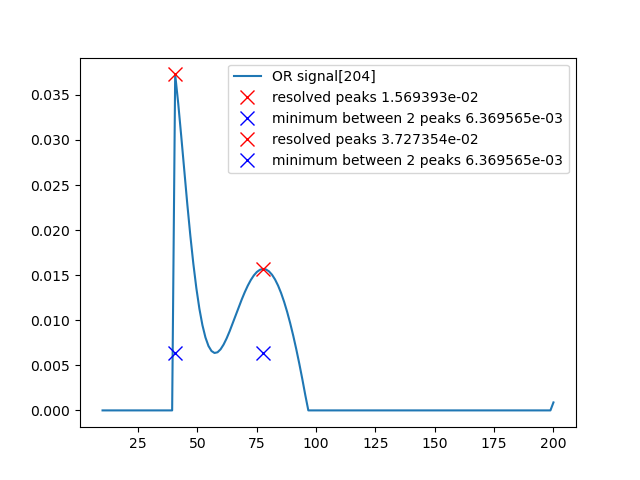 OR signal[204]
resolved peaks 1.569393e-02
minimum between 2 peaks 6.369565e-03
resolved peaks 3.727354e-02
minimum between 2 peaks 6.369565e-03
0.035
0.030
0.025
0.020
0.015
0.010
0.005
0.000
25 50 75 100 125 150 175 200